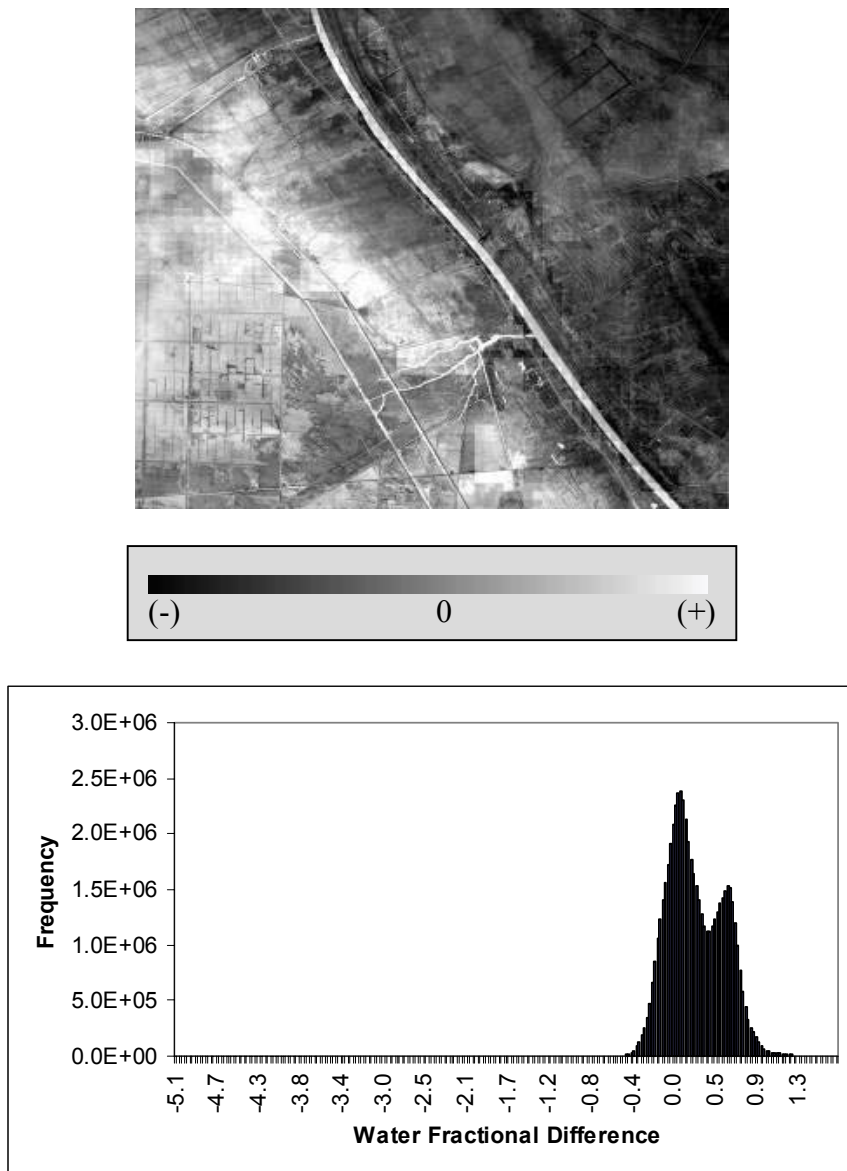 (-) 0 (+)
3.0E+06
2.5E+06
2.0E+06
1.5E+06
1.0E+06
5.0E+05
0.0E+00
Frequency
-5.1 -4.7 -4.3 -3.8 -3.4 -3.0 -2.5 -2.1 -1.7 -1.2 -0.8 -0.4 0.0 0.5 0.9 1.3
Water Fractional Difference